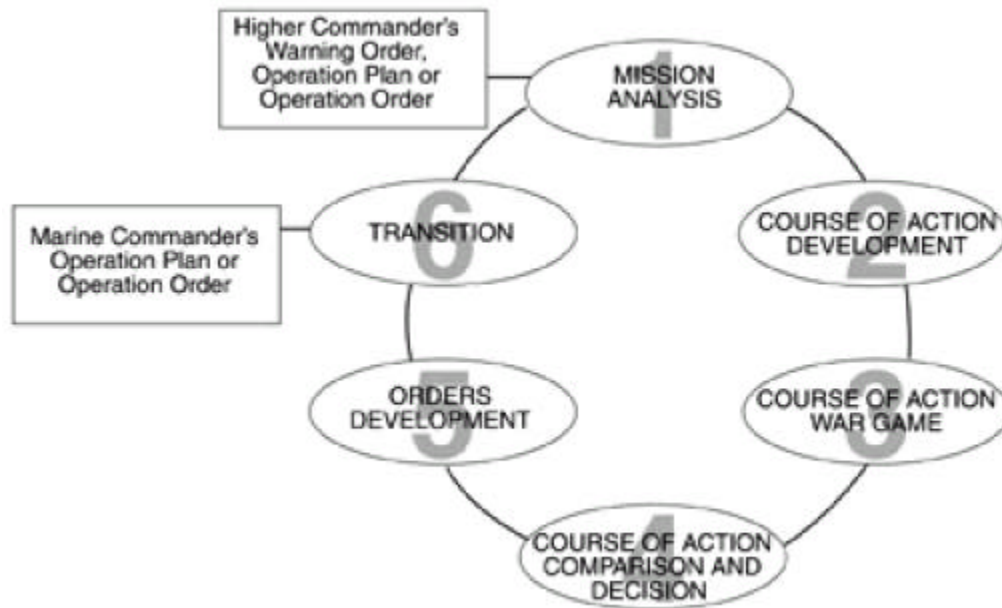 Higher Commander's
Warning Order,
Operation Plan or
Operation Order
1
MISSION
ANALYSIS
2
COURSE OF ACTION
DEVELOPMENT
3
COURSE OF ACTION
WAR GAME
4
COURSE OF ACTION
COMPARISON AND
DECISION
5
ORDERS
DEVELOPMENT
6
TRANSITION
Marine Commander's
Operation Plan or
Operation Order